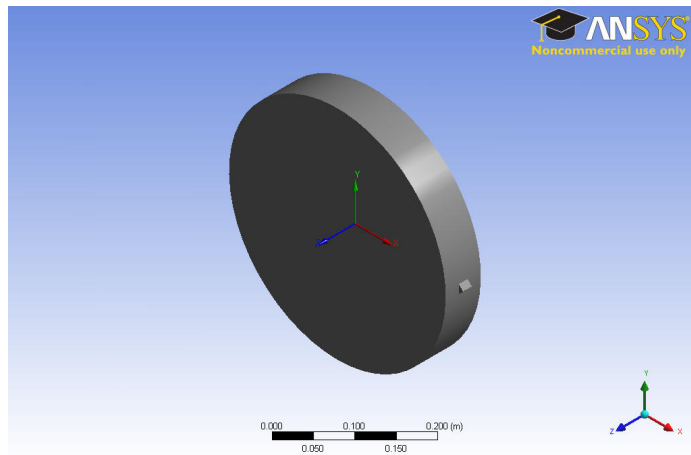 ANSYS
Noncommercial use only
Y
Z
X
Y
Z
X
0.000
0.100
0.200 (m)
0.050
0.150